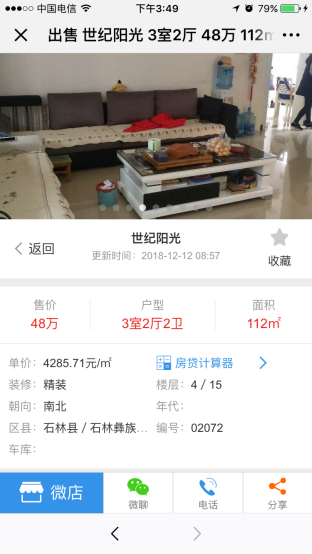 中国电信 下午3:49 79%
出售 世纪阳光 3室2厅 48万 112m
返回
世纪阳光
更新时间：2018-12-12 08:57
收藏
售价 户型 面积
48万 3室2厅2卫 112㎡
单价：4285.71元/㎡ 房贷计算器
装修：精装 楼层：4 / 15
朝向：南北 年代：
区县：石林县 / 石林彝族... 编号：02072
车库：
微店 微聊 电话 分享